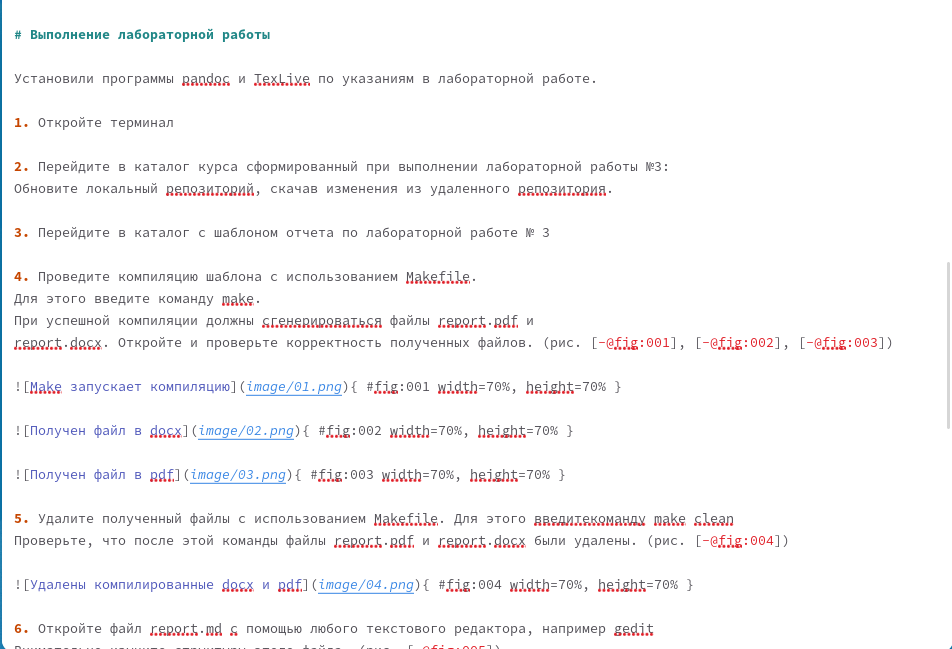 # Выполнение лабораторной работы
Установили программы pandoc и TexLive по указаниям в лабораторной работе.
1. Откройте терминал
2. Перейдите в каталог курса сформированный при выполнении лабораторной работы №3:
Обновите локальный репозиторий, скачав изменения из удаленного репозитория.
3. Перейдите в каталог с шаблоном отчета по лабораторной работе № 3
4. Проведите компиляцию шаблона с использованием Makefile.
Для этого введите команду make.
При успешной компиляции должны сгенерироваться файлы report.pdf и
report.docx. Откройте и проверьте корректность полученных файлов. (рис. [-@fig:001], [-@fig:002], [-@fig:003])
![Make запускает компиляцию](image/01.png){ #fig:001 width=70%, height=70% }
![Получен файл в docx](image/02.png){ #fig:002 width=70%, height=70% }
![Получен файл в pdf](image/03.png){ #fig:003 width=70%, height=70% }
5. Удалите полученный файлы с использованием Makefile. Для этого введитекоманду make clean
Проверьте, что после этой команды файлы report.pdf и report.docx были удалены. (рис. [-@fig:004])
![Удалены компилированные docx и pdf](image/04.png){ #fig:004 width=70%, height=70% }
6. Откройте файл report.md c помощью любого текстового редактора, например gedit